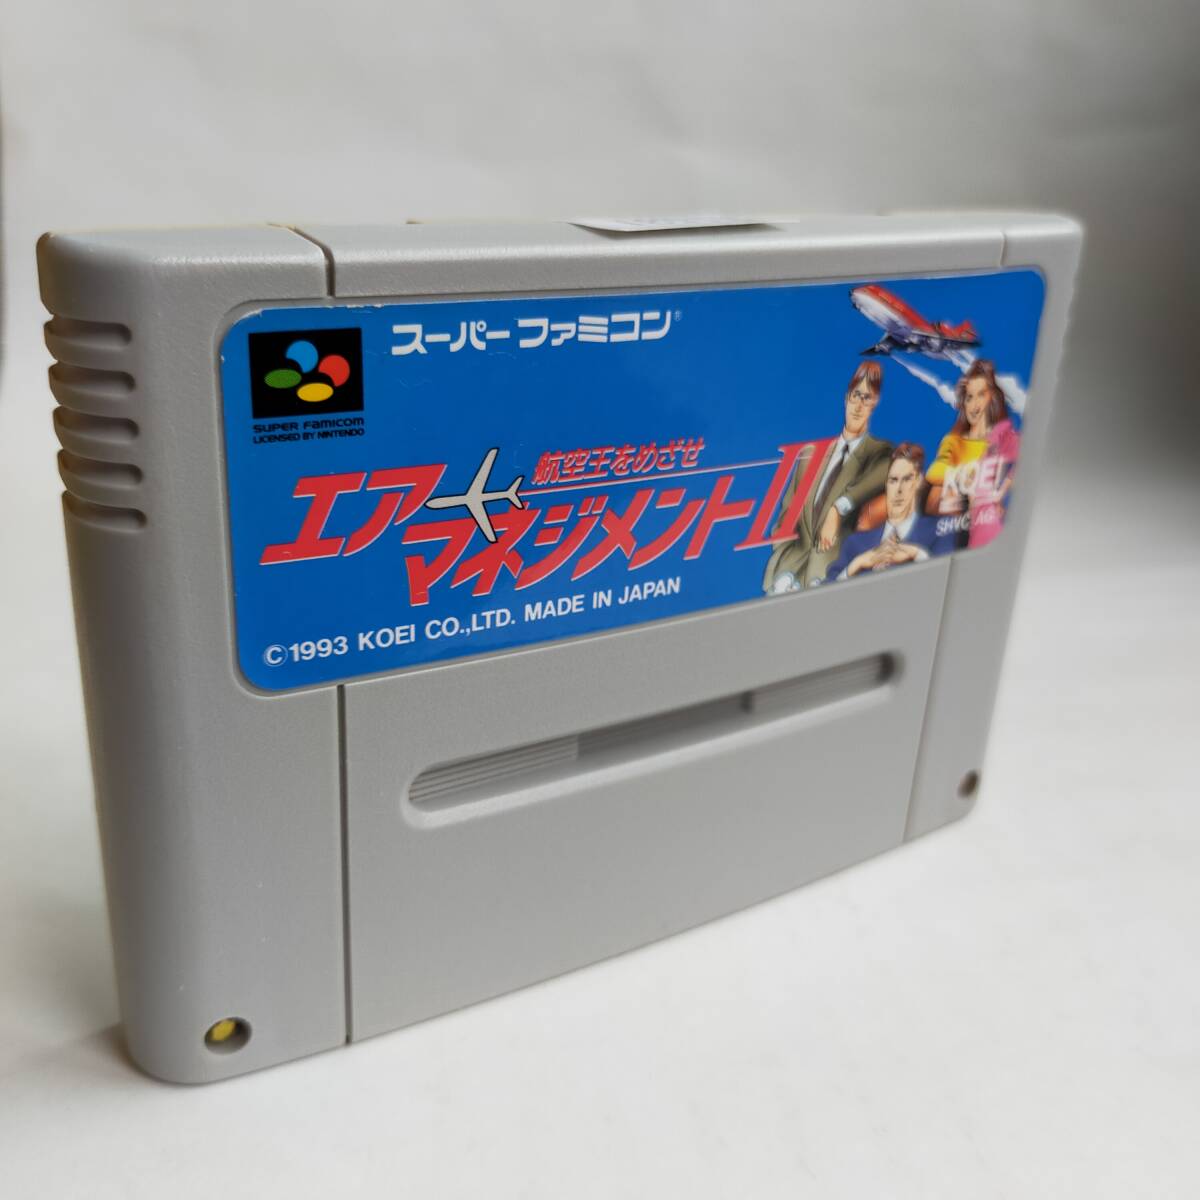 スーパーファミコン®
SUPER FAMICOM
LICENSED BY NINTENDO
航空王をめざせ
エアーマネジメントII
KOEI
©1993 KOEI CO.,LTD. MADE IN JAPAN